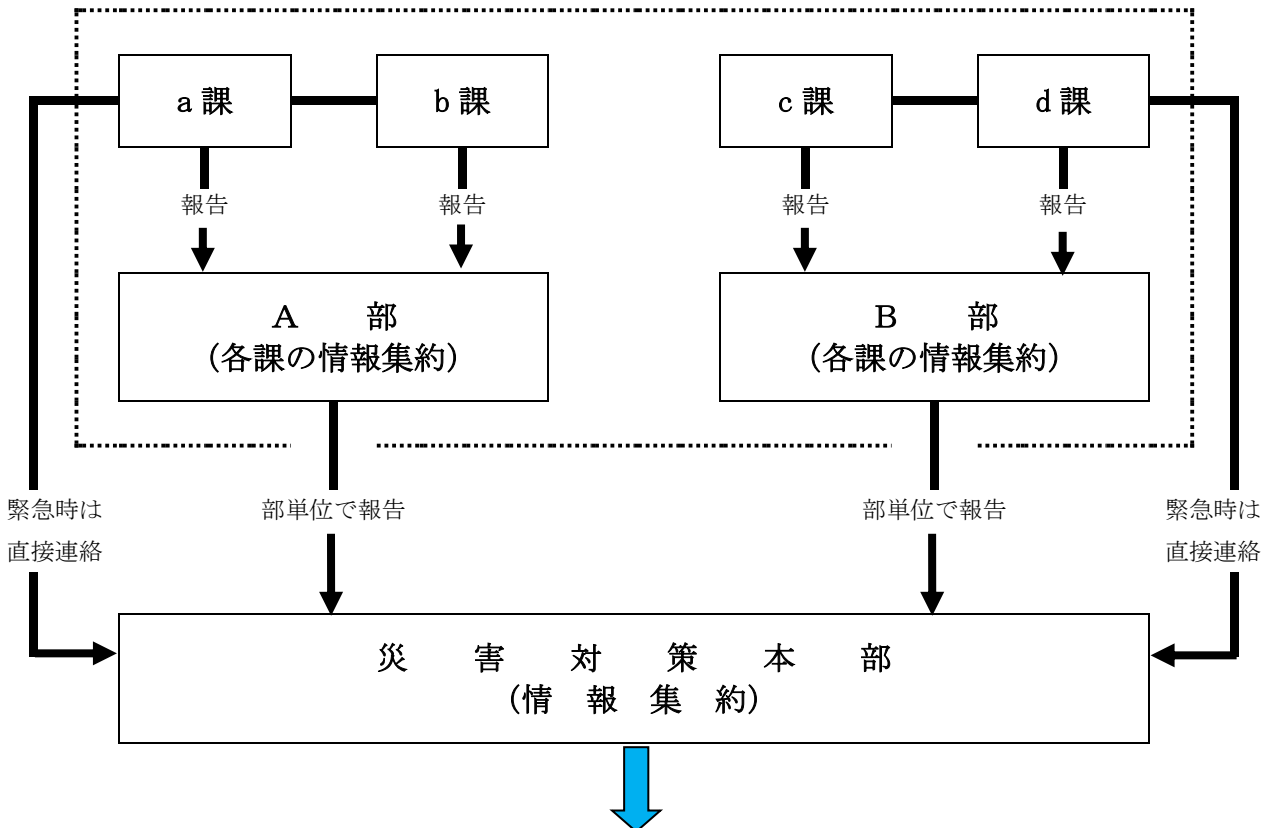 a 課
b 課
c 課
d 課
報告
報告
報告
報告
A 部
(各課の情報集約)
B 部
(各課の情報集約)
緊急時は
直接連絡
部単位で報告
部単位で報告
緊急時は
直接連絡
災 害 対 策 本 部
(情 報 集 約)